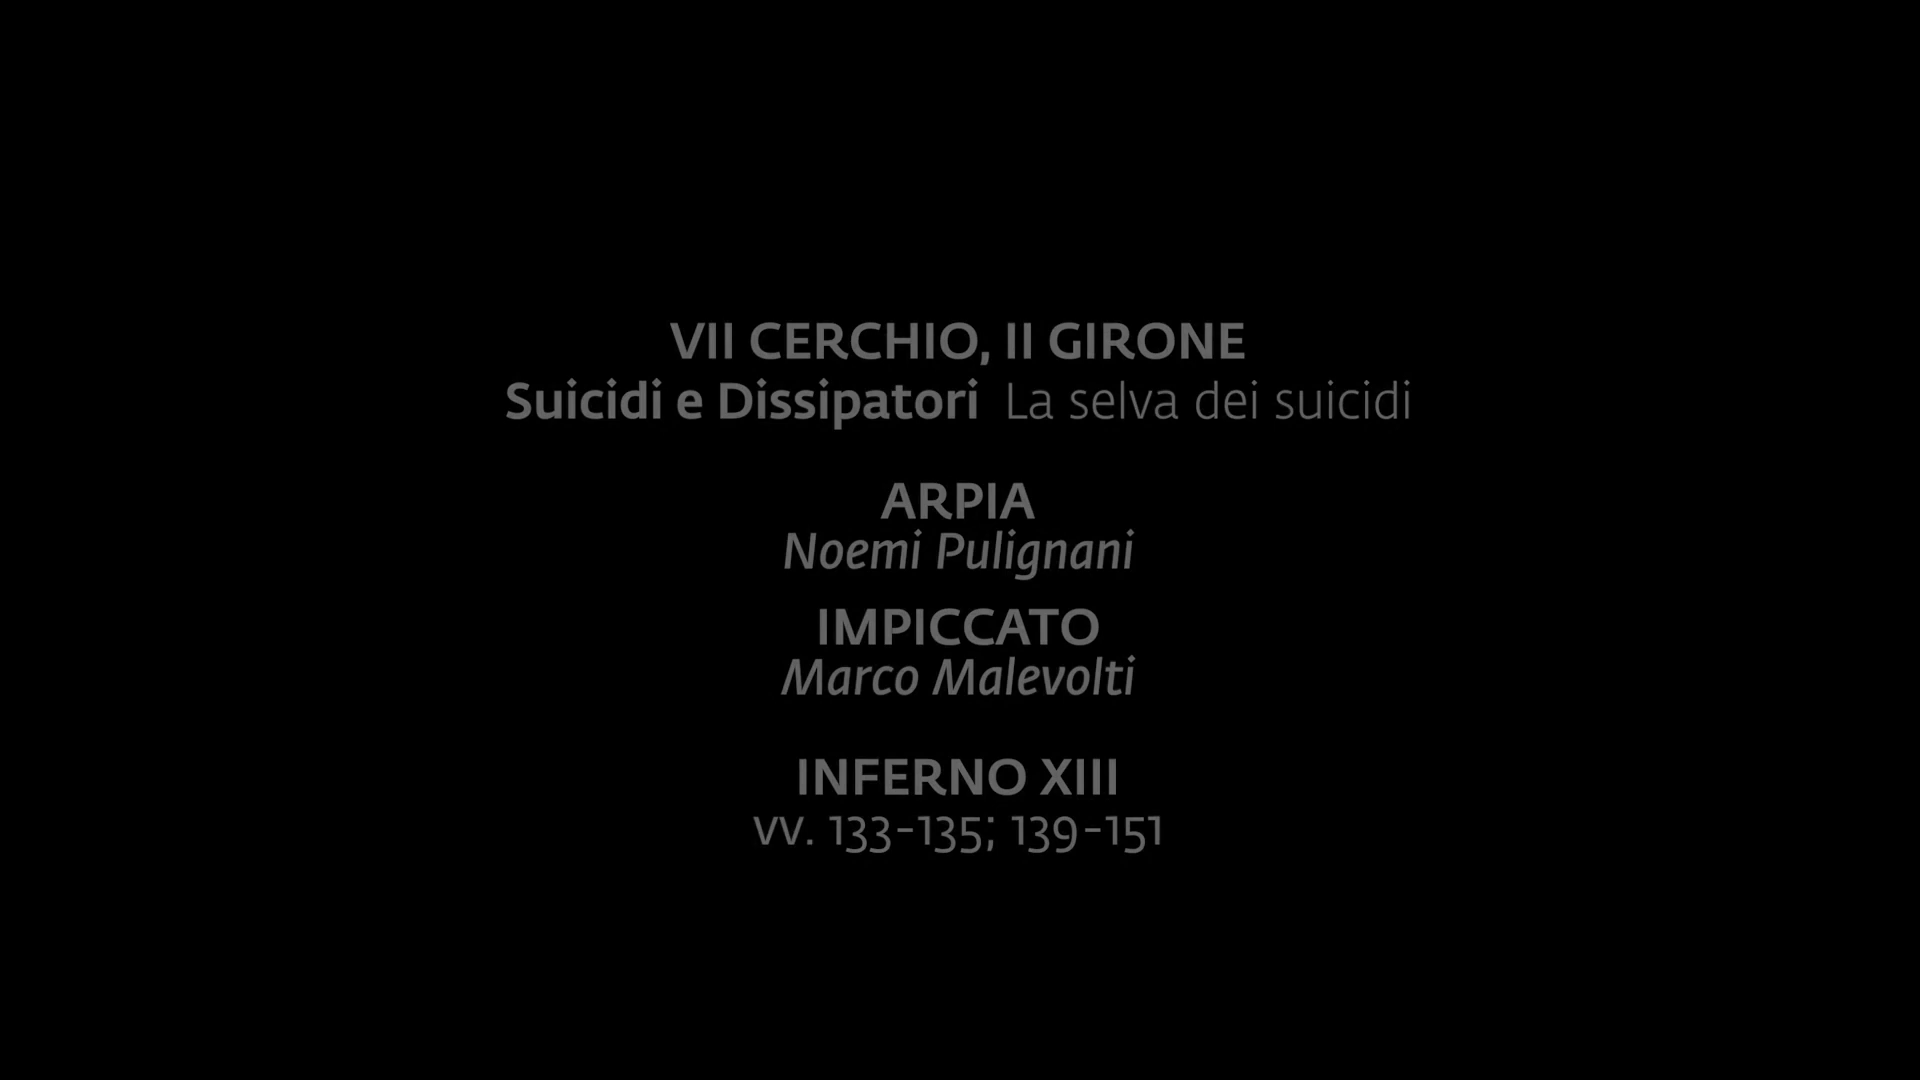 VII CERCHIO, II GIRONE
Suicidi e Dissipatori La selva dei suicidi
ARPIA
Noemi Pulignani
IMPICCATO
Marco Malevolti
INFERNO XIII
vv. 133-135; 139-151